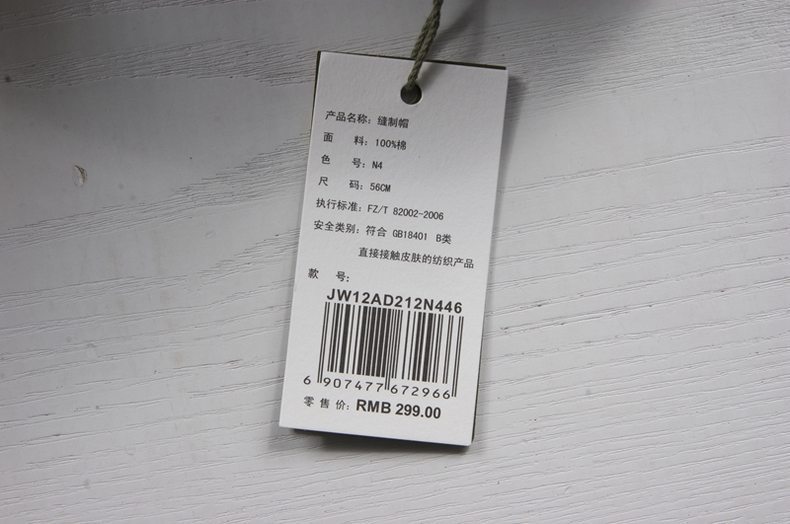 产品名称：缝制帽
面 料：100%棉
色 号：N4
尺 码：56CM
执行标准：FZ/T 82002-2006
安全类别：符合 GB18401 B类
直接接触皮肤的纺织产品
款 号：
JW12AD212N446
6 907477 672966
零 售 价：RMB 299.00